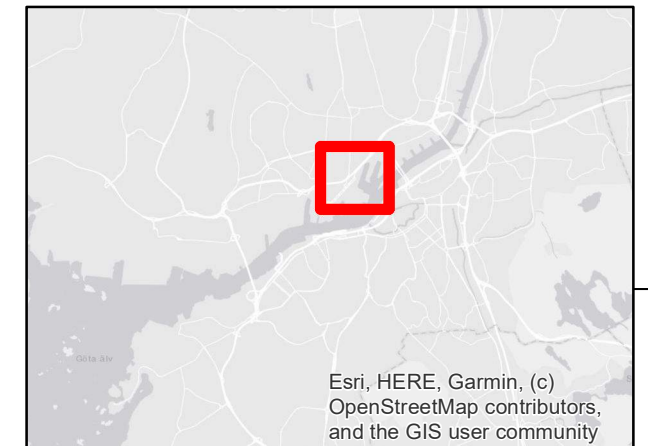 Göta älv
Esri, HERE, Garmin, (c)
OpenStreetMap contributors,
and the GIS user community